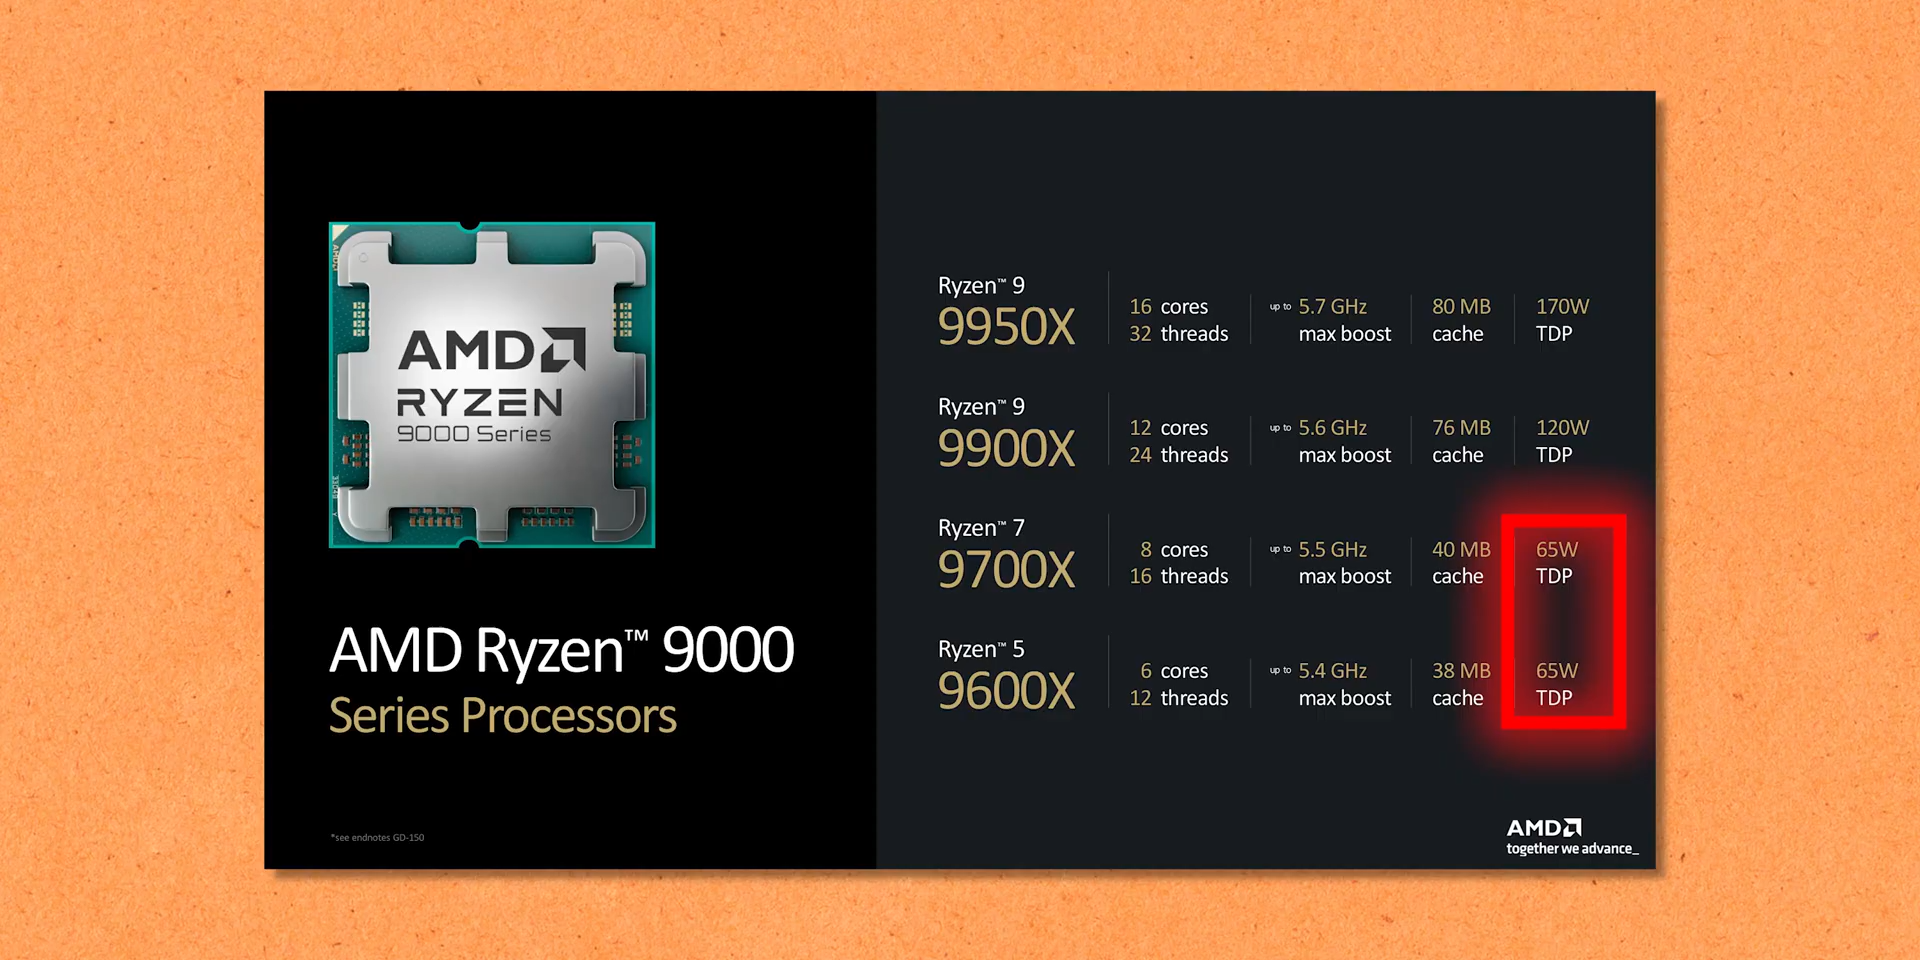 AMD
RYZEN
9000 Series
AMD Ryzen™ 9000
Series Processors
*see endnotes GD-150
Ryzen™ 9
9950X
16 cores
32 threads
up to 5.7 GHz
max boost
80 MB
cache
170W
TDP
Ryzen™ 9
9900X
12 cores
24 threads
up to 5.6 GHz
max boost
76 MB
cache
120W
TDP
Ryzen™ 7
9700X
8 cores
16 threads
up to 5.5 GHz
max boost
40 MB
cache
65W
TDP
Ryzen™ 5
9600X
6 cores
12 threads
up to 5.4 GHz
max boost
38 MB
cache
65W
TDP
AMD
together we advance_